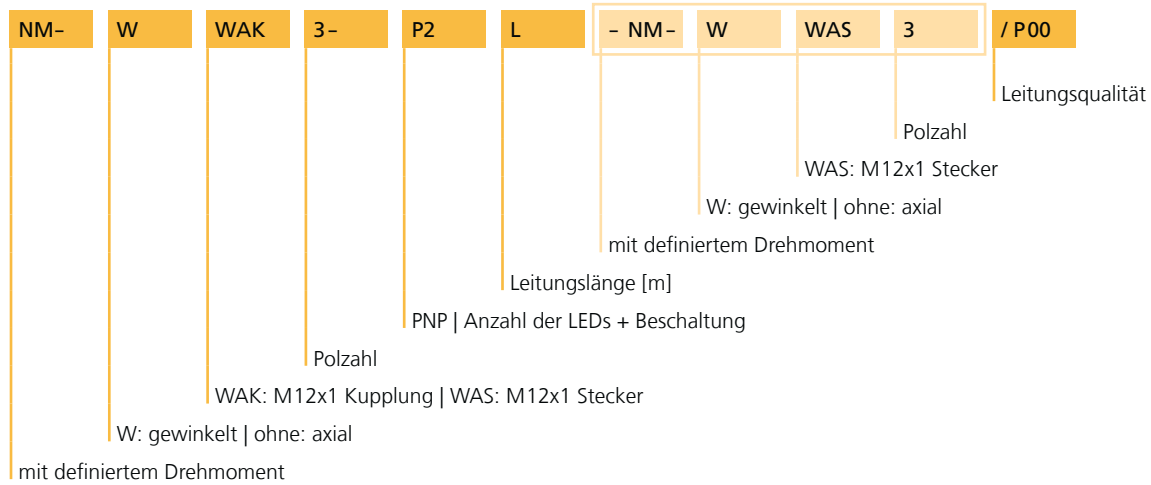 NM– W WAK 3– P2 L – NM– W WAS 3 / P00
Leitungsqualität
Polzahl
WAS: M12x1 Stecker
W: gewinkelt | ohne: axial
mit definiertem Drehmoment
Leitungslänge [m]
PNP | Anzahl der LEDs + Beschaltung
Polzahl
WAK: M12x1 Kupplung | WAS: M12x1 Stecker
W: gewinkelt | ohne: axial
mit definiertem Drehmoment